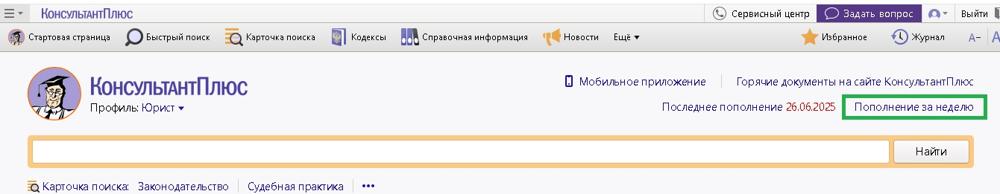 КонсультантПлюс Сервисный центр Задать вопрос Выйти
Стартовая страница Быстрый поиск Карточка поиска Кодексы Справочная информация Новости Ещё Избранное Журнал А−
КонсультантПлюс
Мобильное приложение Горячие документы на сайте КонсультантПлюс
Профиль: Юрист
Последнее пополнение 26.06.2025 Пополнение за неделю
Найти
Карточка поиска: Законодательство Судебная практика •••